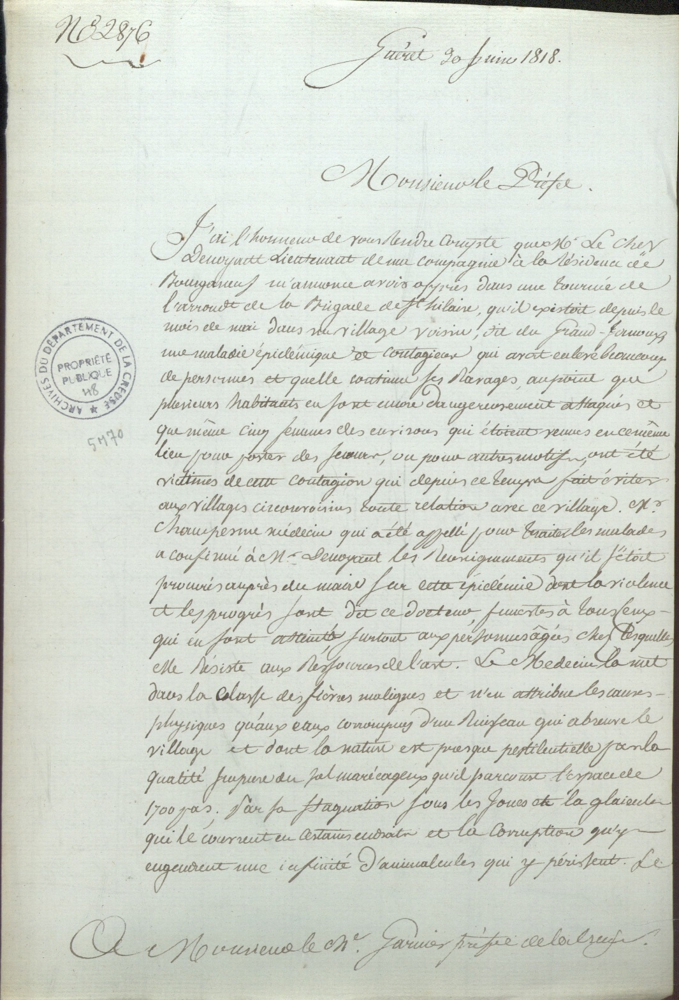 N° 2876
Guéret 30 Juin 1818.
Monsieur le Préfet.
J'ai l'honneur de vous Rendre Compte que Mr Le Chev
Denoyant Lieutenant de ma compagnie à la résidence de
Bourganeuf m'annonce avoir appris dans une tournée de
l'arrondt de la Brigade de St hilaire, qu'il existoit depuis le
mois de mai dans un village voisin, dit du Grand-
une maladie épidémique et contagieuse qui avoit enlevé beaucoup
de personnes et quelle continue ses Ravages, au point que
plusieurs habitants en sont encore dangereusement attaqués et
que même cinq femmes des environs qui étoient venues en ce même
lieu pour porter des secours, ou pour autres motifs, ont été
victimes de cette contagion qui depuis ce temps fait éviter
aux villages circonvoisins toute relation avec ce village. Mr.
Champesme médecin qui a été appellé pour traiter les malades
a confirmé à Mr Denoyant les Renseignements qu'il s'étoit
procurés auprès du maire sur cette épidémie dont la violence
et les progrès sont dit ce docteur, funestes à tous ceux
qui en sont atteints surtout aux personnes âgées chez lesquelles
elle Résiste aux Ressources de l'art. Le Medecin la met
dans la Classe des fièvres malignes et n'en attribue les causes
physiques qu'aux eaux corrompues d'un Ruisseau qui abreuve le
village et dont la nature est presque pestilentielle par la
qualité impure du sol marécageux qu'il parcourt l'espace de
1700 pas. Par sa stagnation sous les Joncs et la glaieuls
qui le couvrent en certains endroits et la Corruption qu'y
engendrent une infinité d'animalcules qui y périssent. Le
A Monsieur le Mr. Garnier préfet de la Creuse.
ARCHIVES DU DÉPARTEMENT DE LA CREUSE
PROPRIÉTÉ
PUBLIQUE
48
5M70